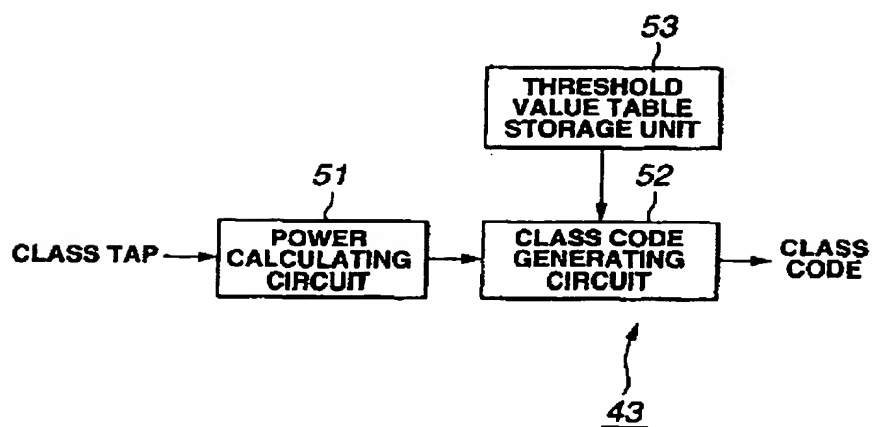 53
THRESHOLD
VALUE TABLE
STORAGE UNIT
51
52
CLASS TAP
POWER
CALCULATING
CIRCUIT
CLASS CODE
GENERATING
CIRCUIT
CLASS
CODE
43